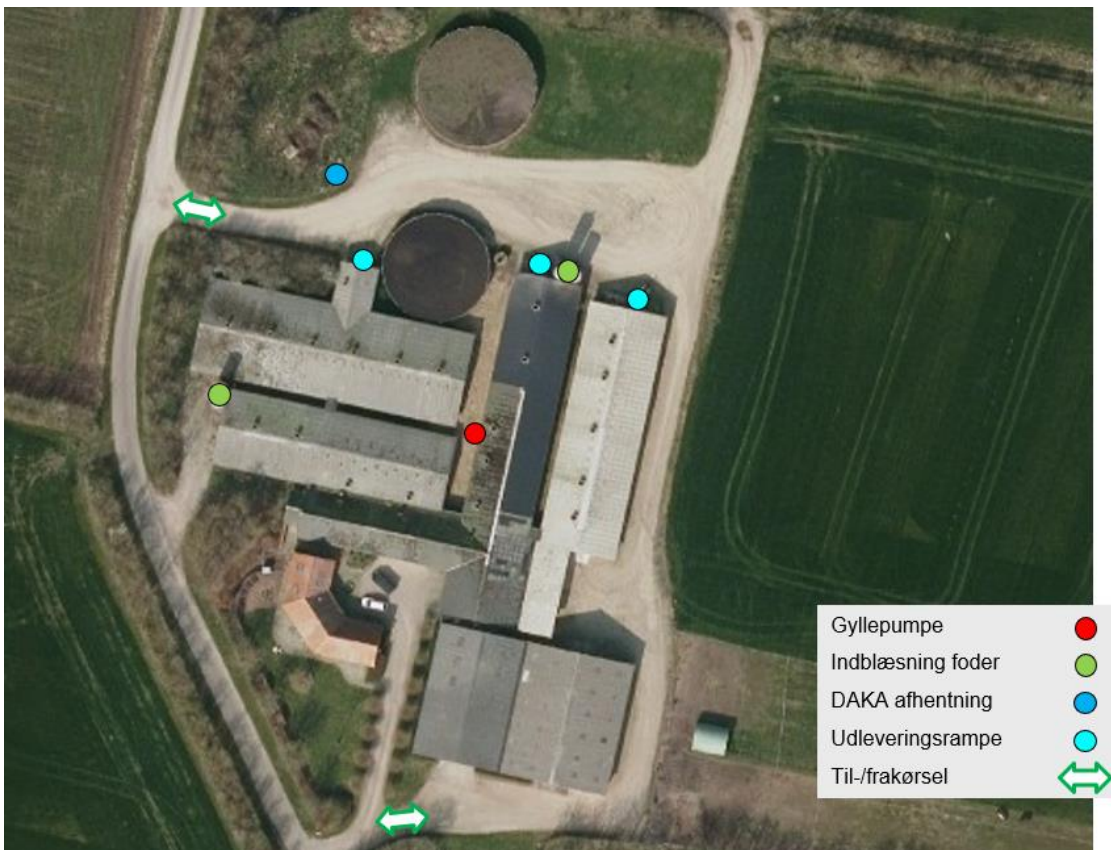 Gyllepumpe
Indblæsning foder
DAKA afhentning
Udleveringsrampe
Til-/frakørsel